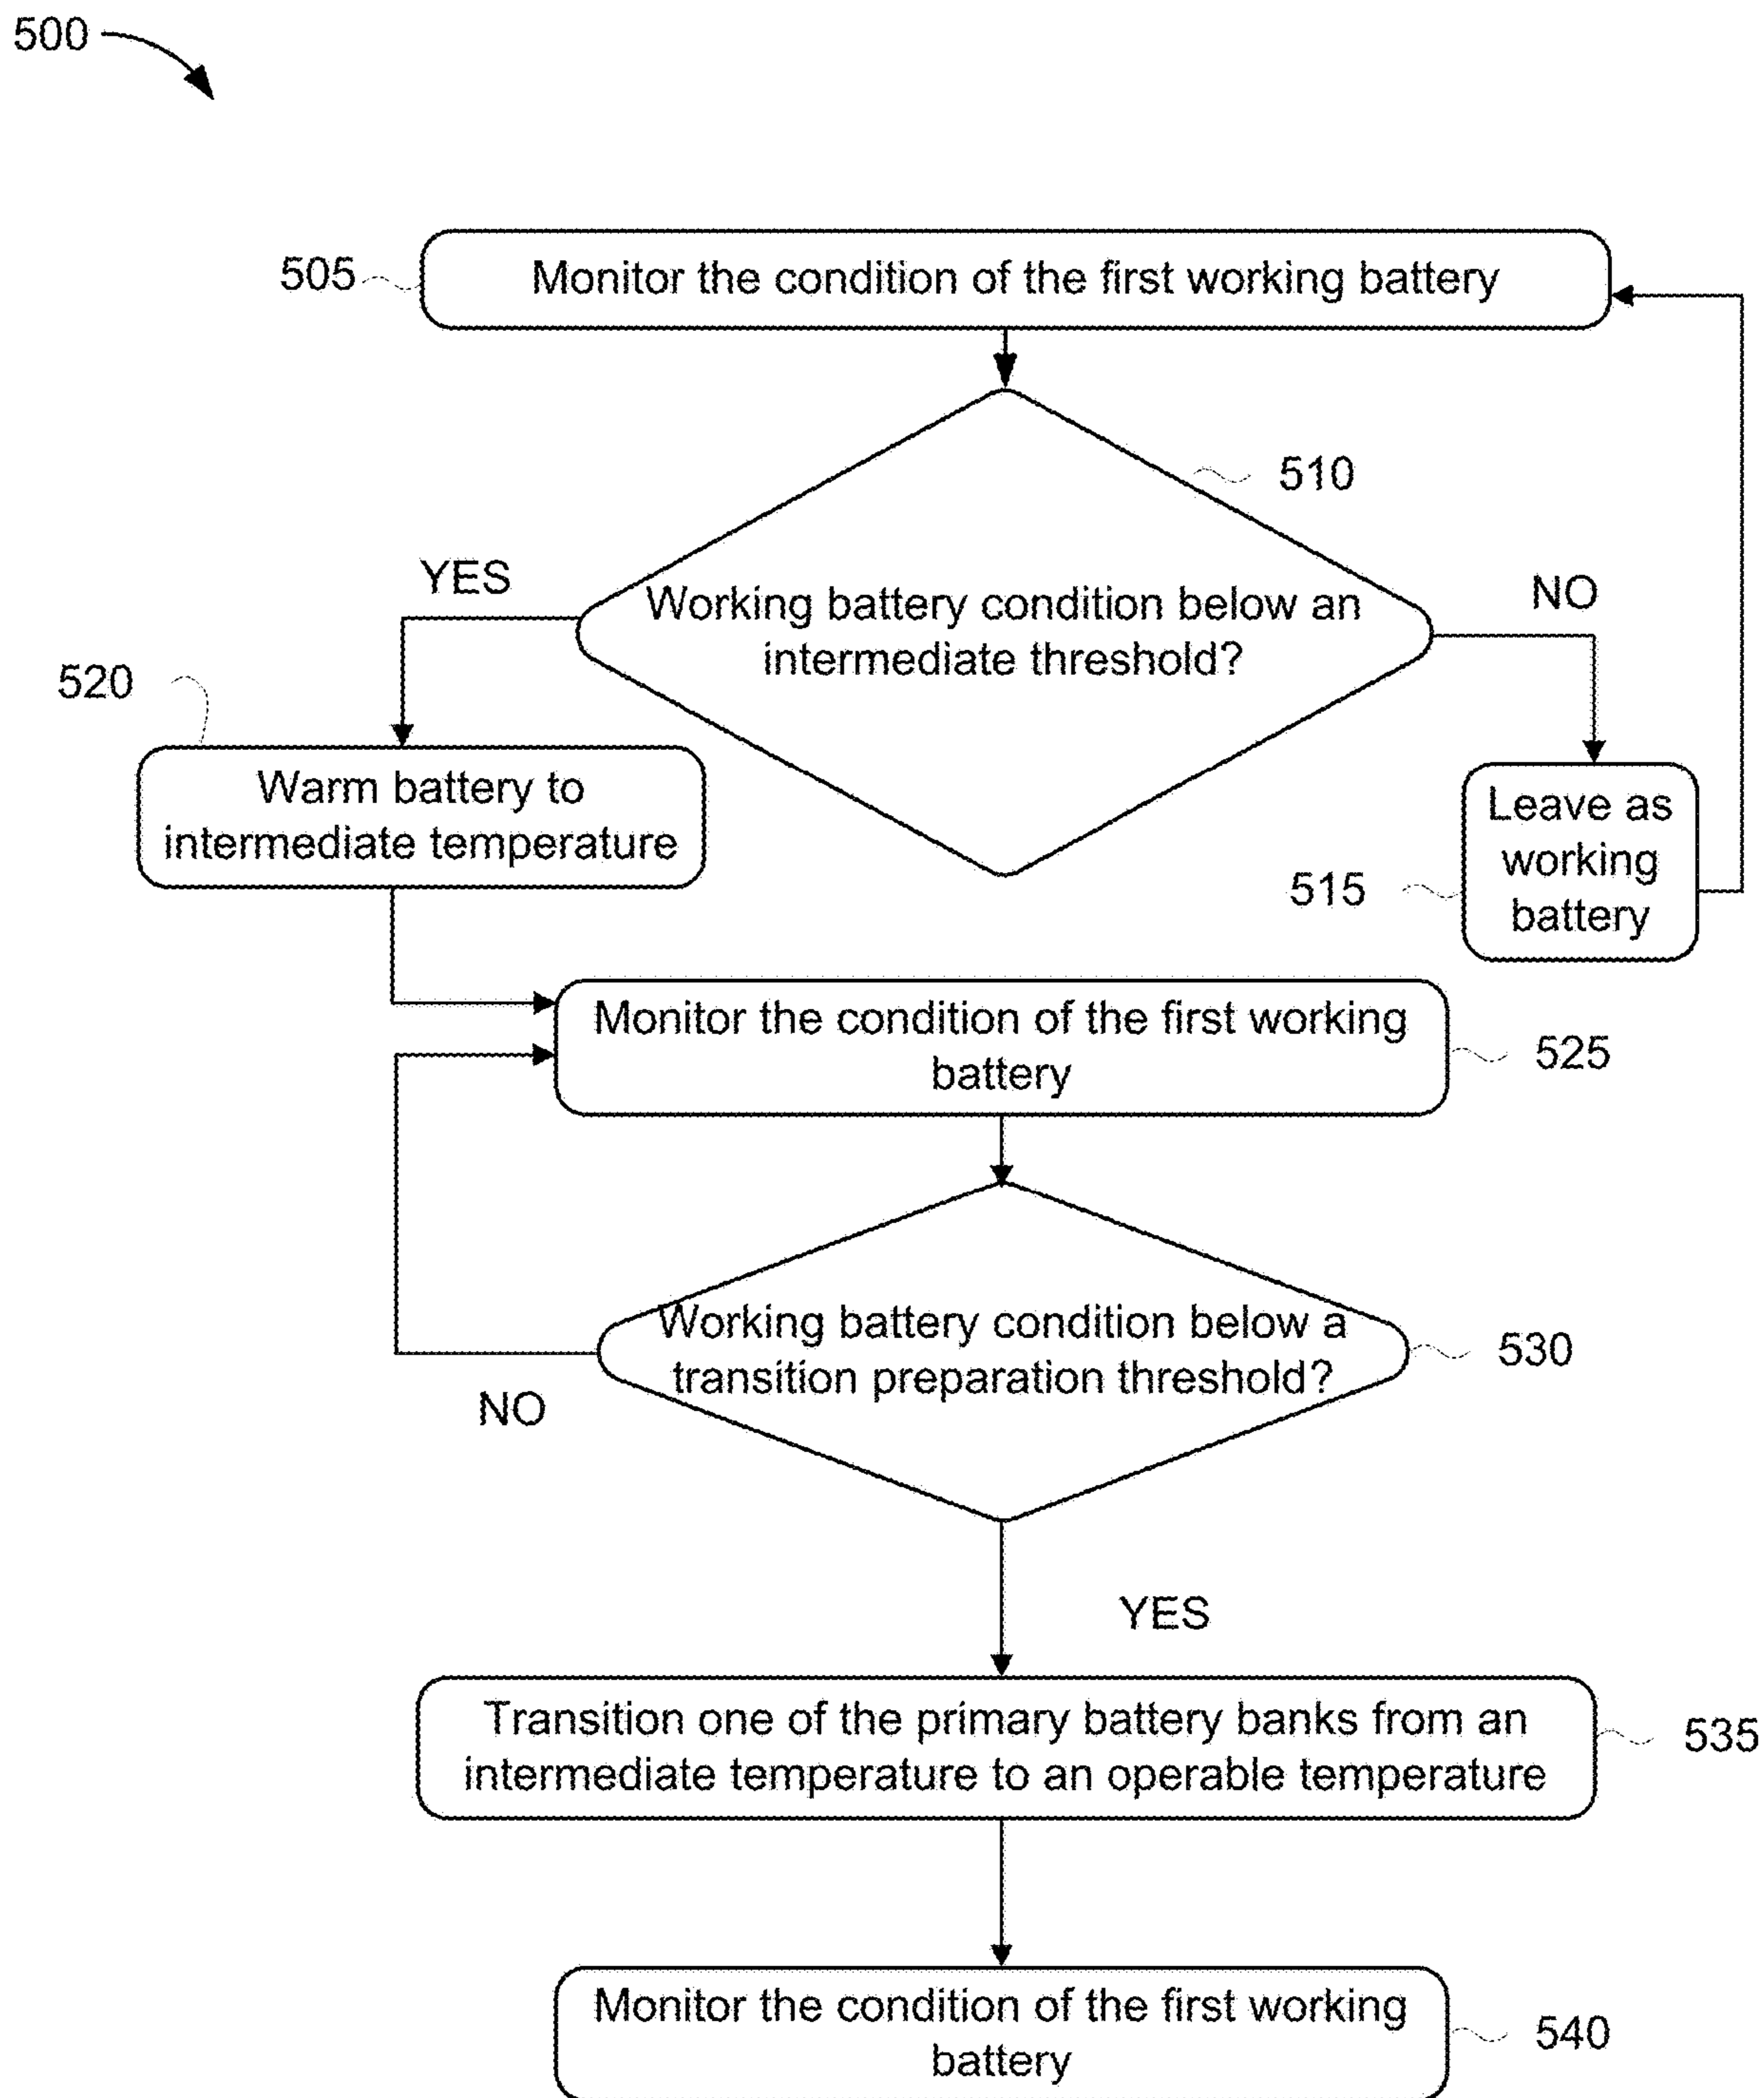 500
505
Monitor the condition of the first working battery
510
YES
Working battery condition below an
intermediate threshold?
NO
520
Warm battery to
intermediate temperature
Leave as
working
battery
515
Monitor the condition of the first working
battery
525
Working battery condition below a
transition preparation threshold?
530
NO
YES
Transition one of the primary battery banks from an
intermediate temperature to an operable temperature
535
Monitor the condition of the first working
battery
540